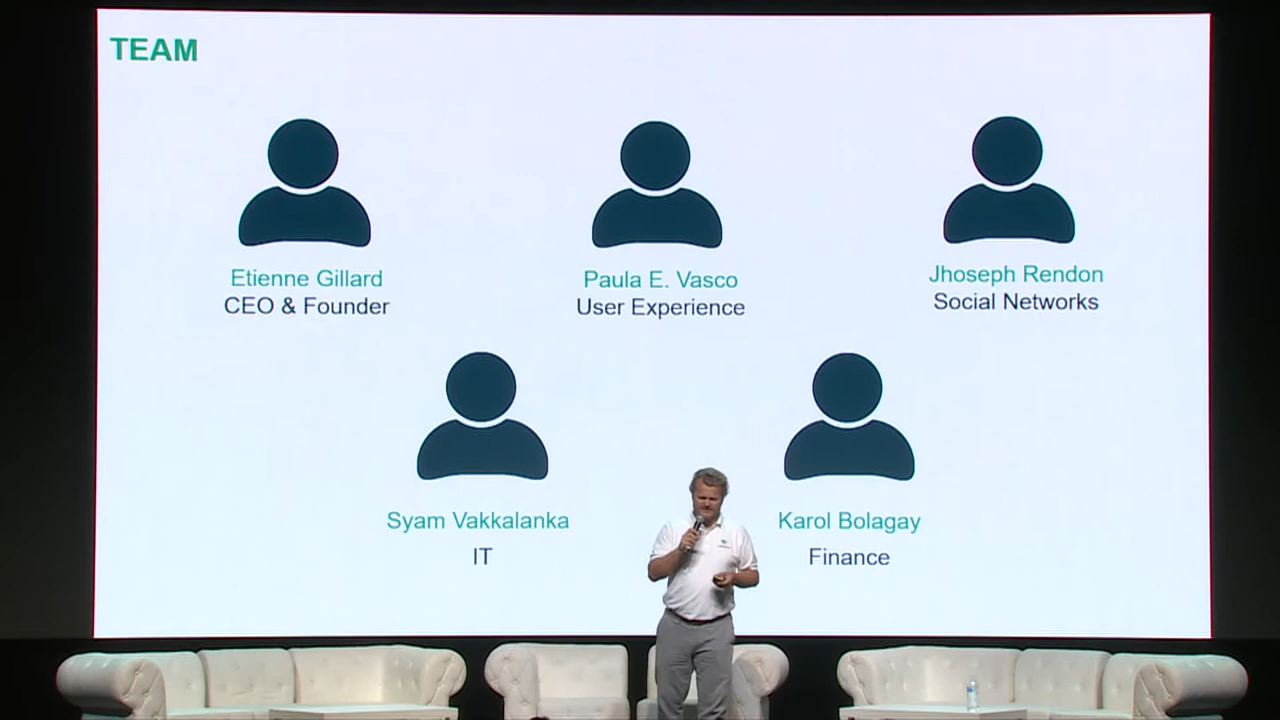 TEAM
Etienne Gillard
CEO & Founder
Paula E. Vasco
User Experience
Jhoseph Rendon
Social Networks
Syam Vakkalanka
IT
Karol Bolagay
Finance